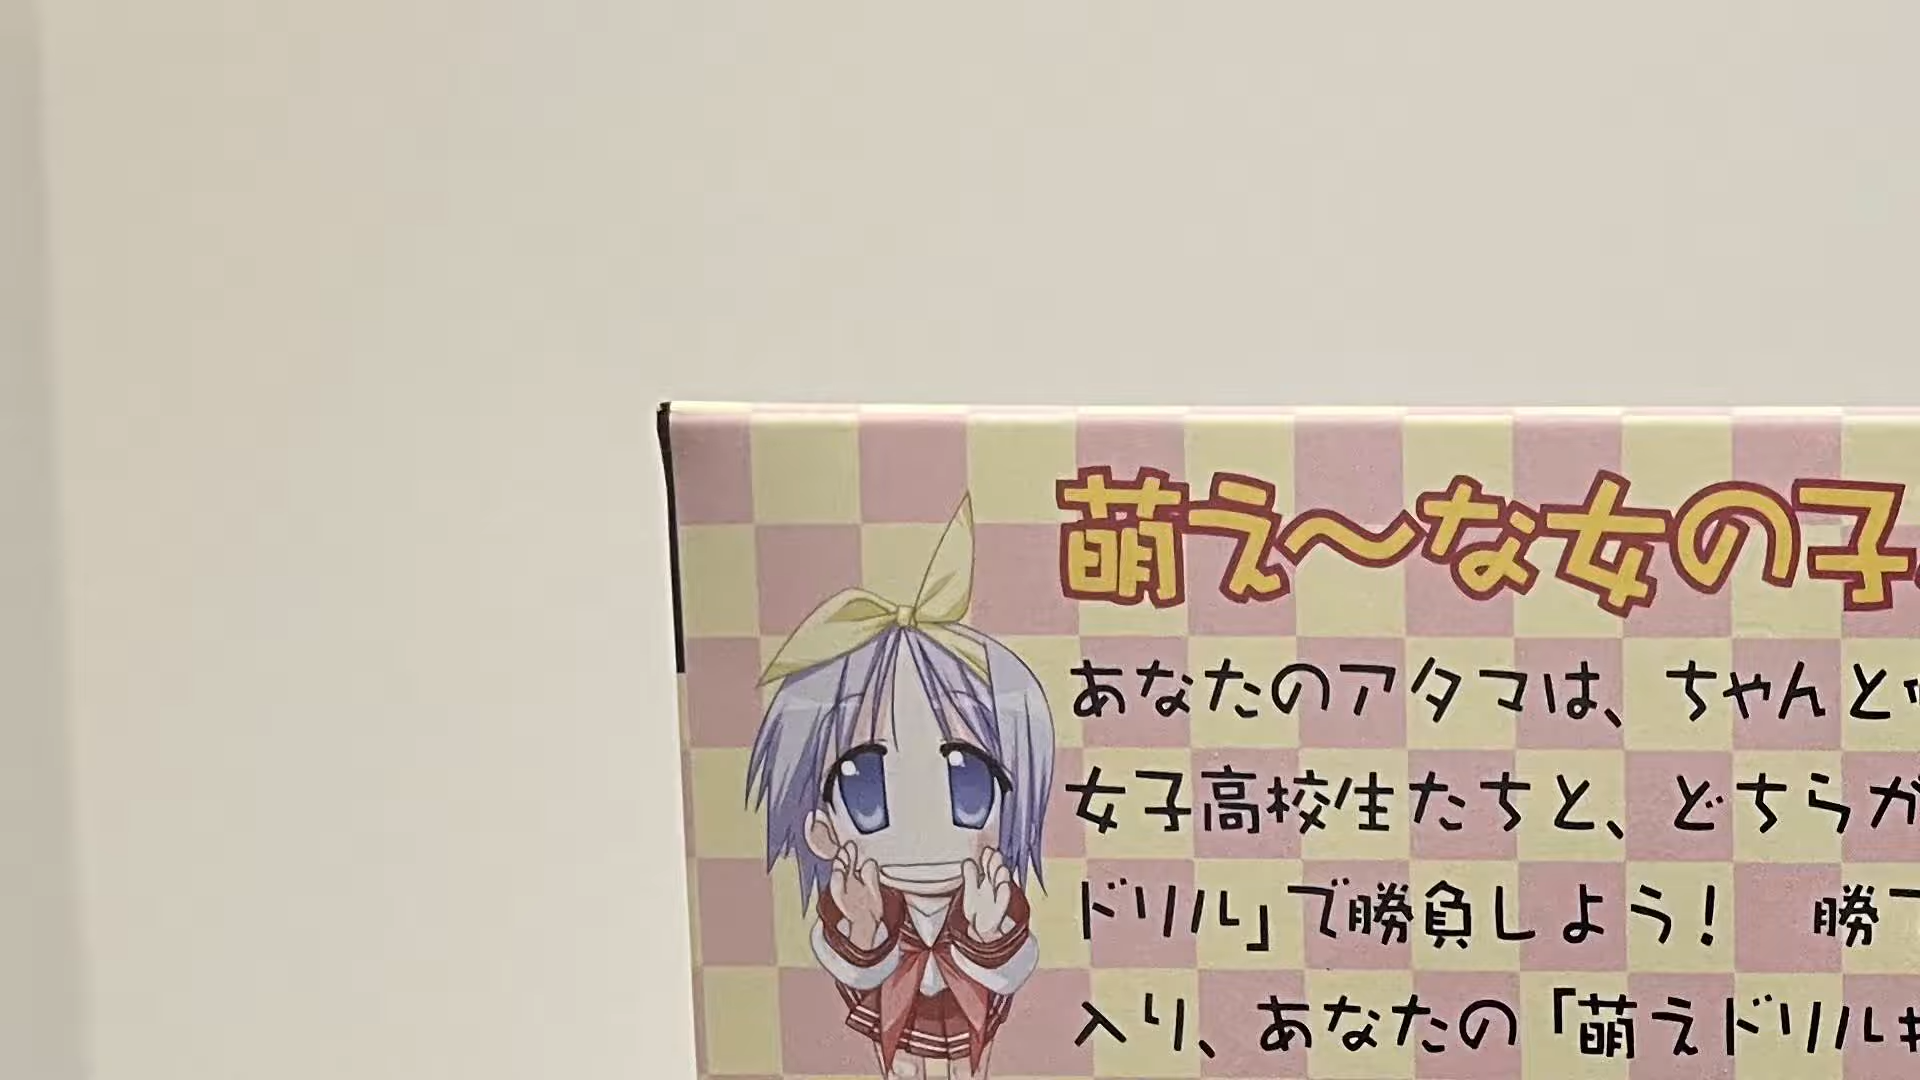 萌え〜な女の子
あなたのアタマは、ちゃんと
女子高校生たちと、どちらが
ドリル」で勝負しよう！　勝
入り、あなたの「萌えドリル